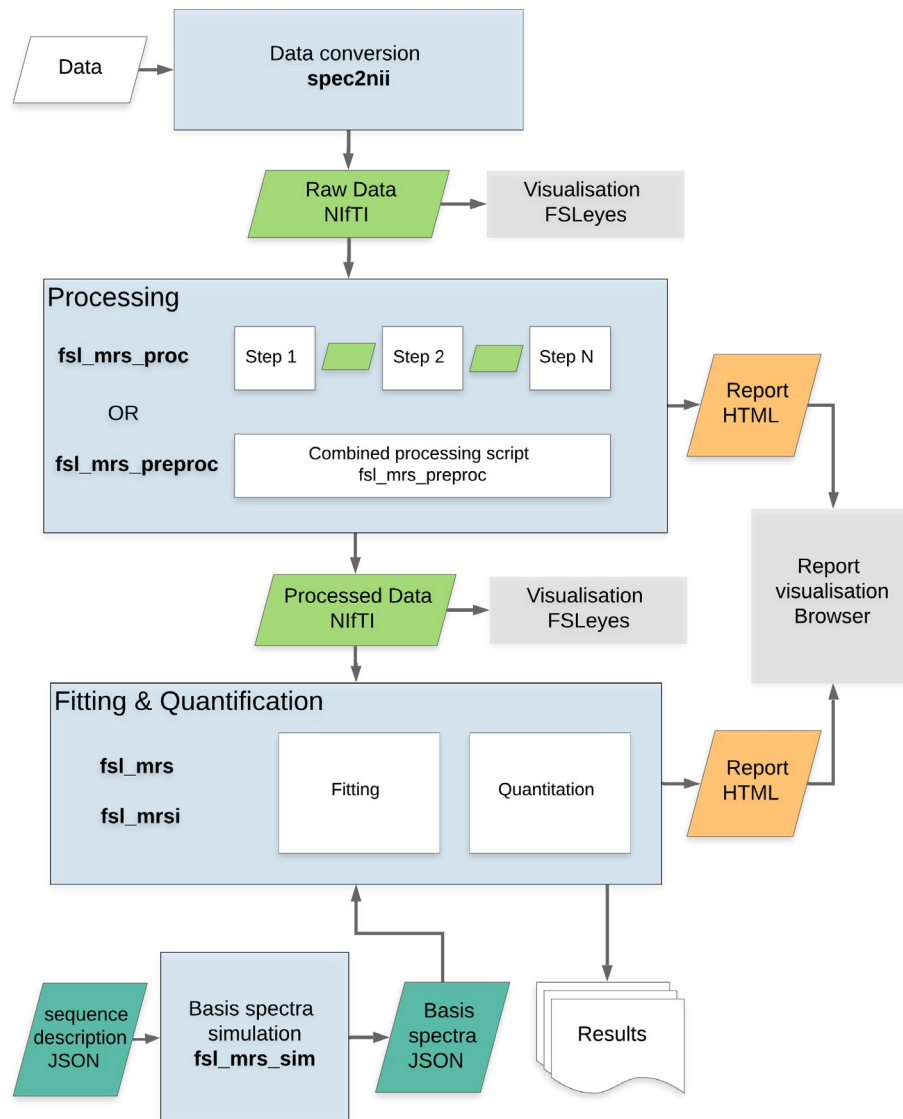 Data
Data conversion
spec2nii
Raw Data
NIfTI
Visualisation
FSLeyes
Processing
fsl_mrs_proc
Step 1
Step 2
Step N
OR
fsl_mrs_preproc
Combined processing script
fsl_mrs_preproc
Report
HTML
Report
visualisation
Browser
Processed Data
NIfTI
Visualisation
FSLeyes
Fitting & Quantification
fsl_mrs
fsl_mrsi
Fitting
Quantitation
Report
HTML
sequence
description
JSON
Basis spectra
simulation
fsl_mrs_sim
Basis
spectra
JSON
Results